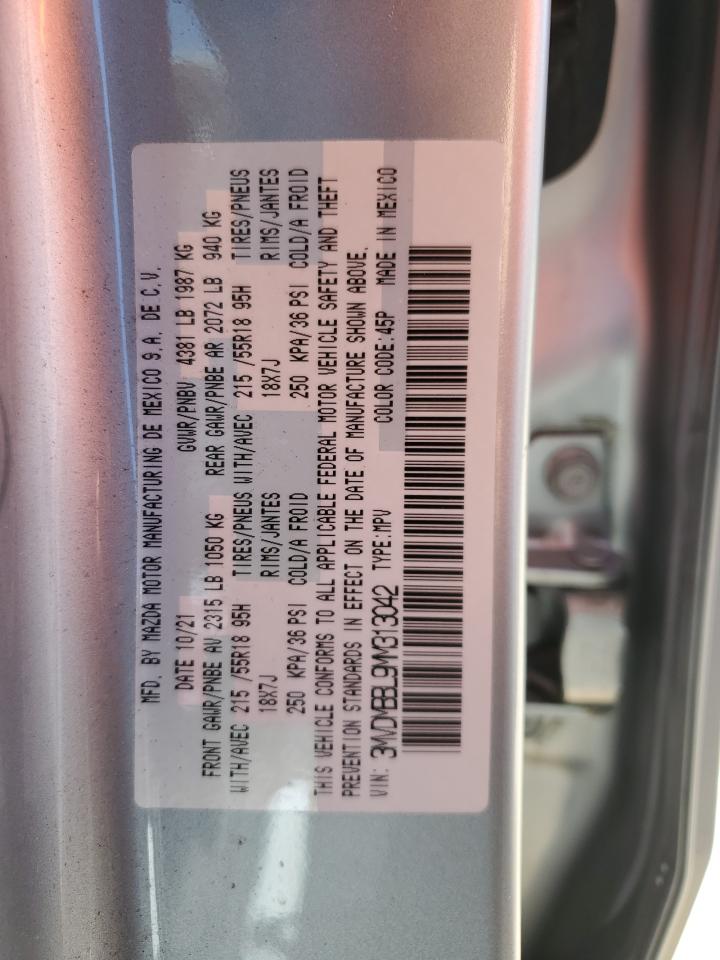 MFD. BY MAZDA MOTOR MANUFACTURING DE MEXICO S.A. DE C.V.
DATE 10/21 GVWR/PNBV 4381 LB 1987 KG
FRONT GAWR/PNBE AV 2315 LB 1050 KG REAR GAWR/PNBE AR 2072 LB 940 KG
WITH/AVEC 215 /55R18 95H TIRES/PNEUS WITH/AVEC 215 /55R18 95H TIRES/PNEUS
18X7J RIMS/JANTES 18X7J RIMS/JANTES
250 KPA/36 PSI COLD/A FROID 250 KPA/36 PSI COLD/A FROID
THIS VEHICLE CONFORMS TO ALL APPLICABLE FEDERAL MOTOR VEHICLE SAFETY AND THEFT
PREVENTION STANDARDS IN EFFECT ON THE DATE OF MANUFACTURE SHOWN ABOVE.
VIN: 3MVDMBBL9MM313042 TYPE:MPV COLOR CODE:45P MADE IN MEXICO